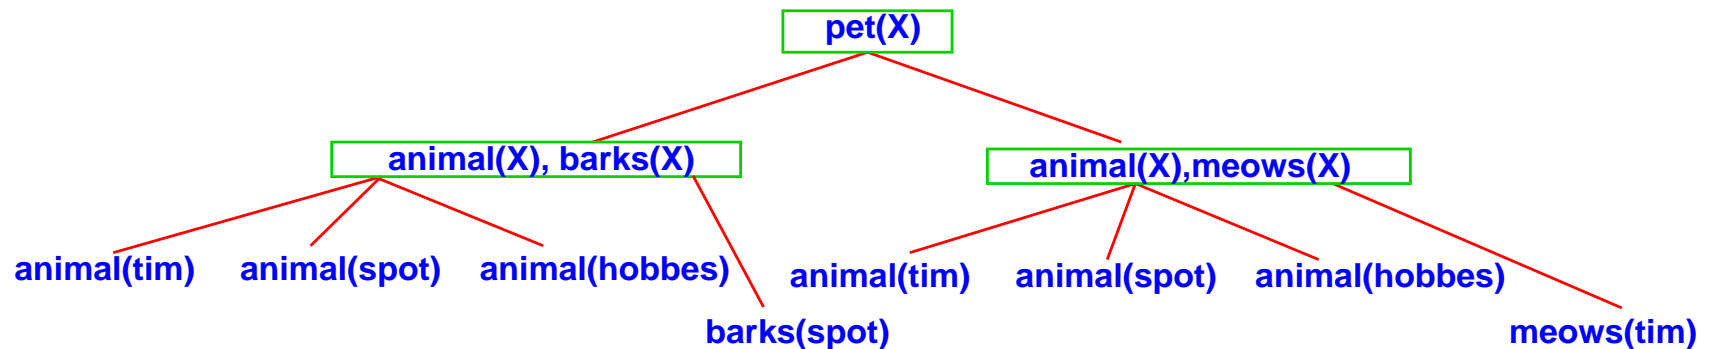 pet(X)
animal(X), barks(X)
animal(X),meows(X)
animal(tim)
animal(spot)
animal(hobbes)
animal(tim)
animal(spot)
animal(hobbes)
barks(spot)
meows(tim)